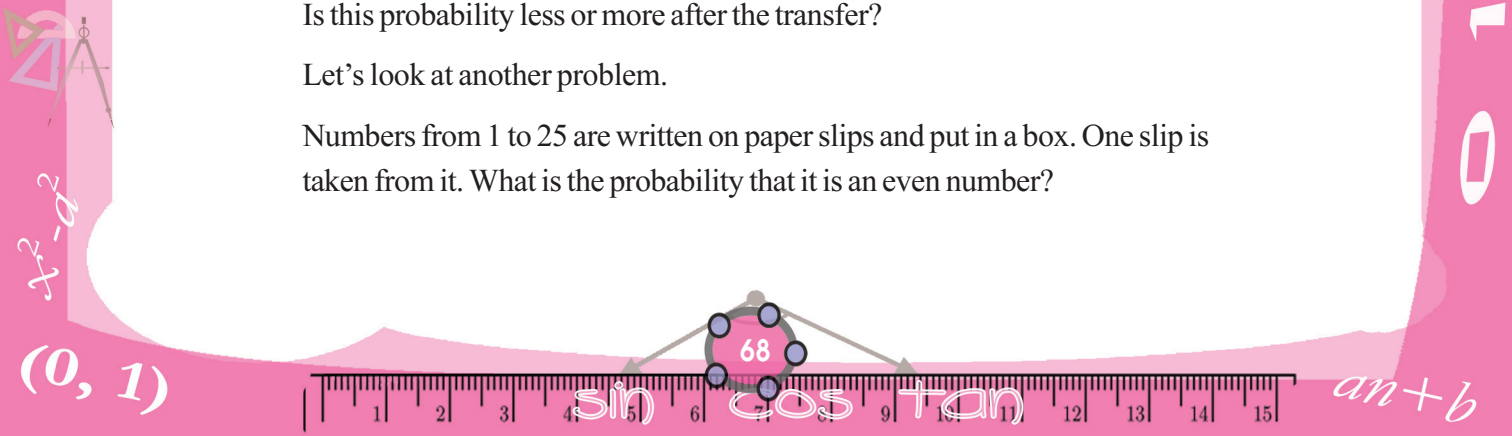 Is this probability less or more after the transfer?
Let's look at another problem.
Numbers from 1 to 25 are written on paper slips and put in a box. One slip is
taken from it. What is the probability that it is an even number?
1
0
x²-a²
68
(0, 1)
sin cos tan
an+b
1 2 3 4 5 6 7 8 9 10 11 12 13 14 15